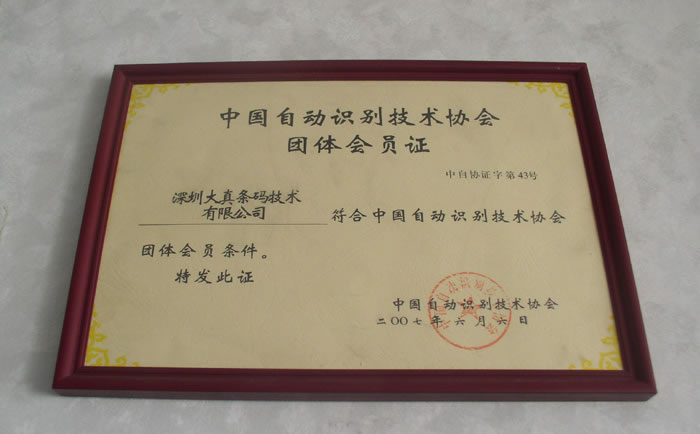 中国自动识别技术协会
团体会员证
中自协证字第43号
深圳大真条码技术
有限公司
符合中国自动识别技术协会
团体会员条件。
特发此证
中国自动识别技术协会
二〇〇七年六月六日